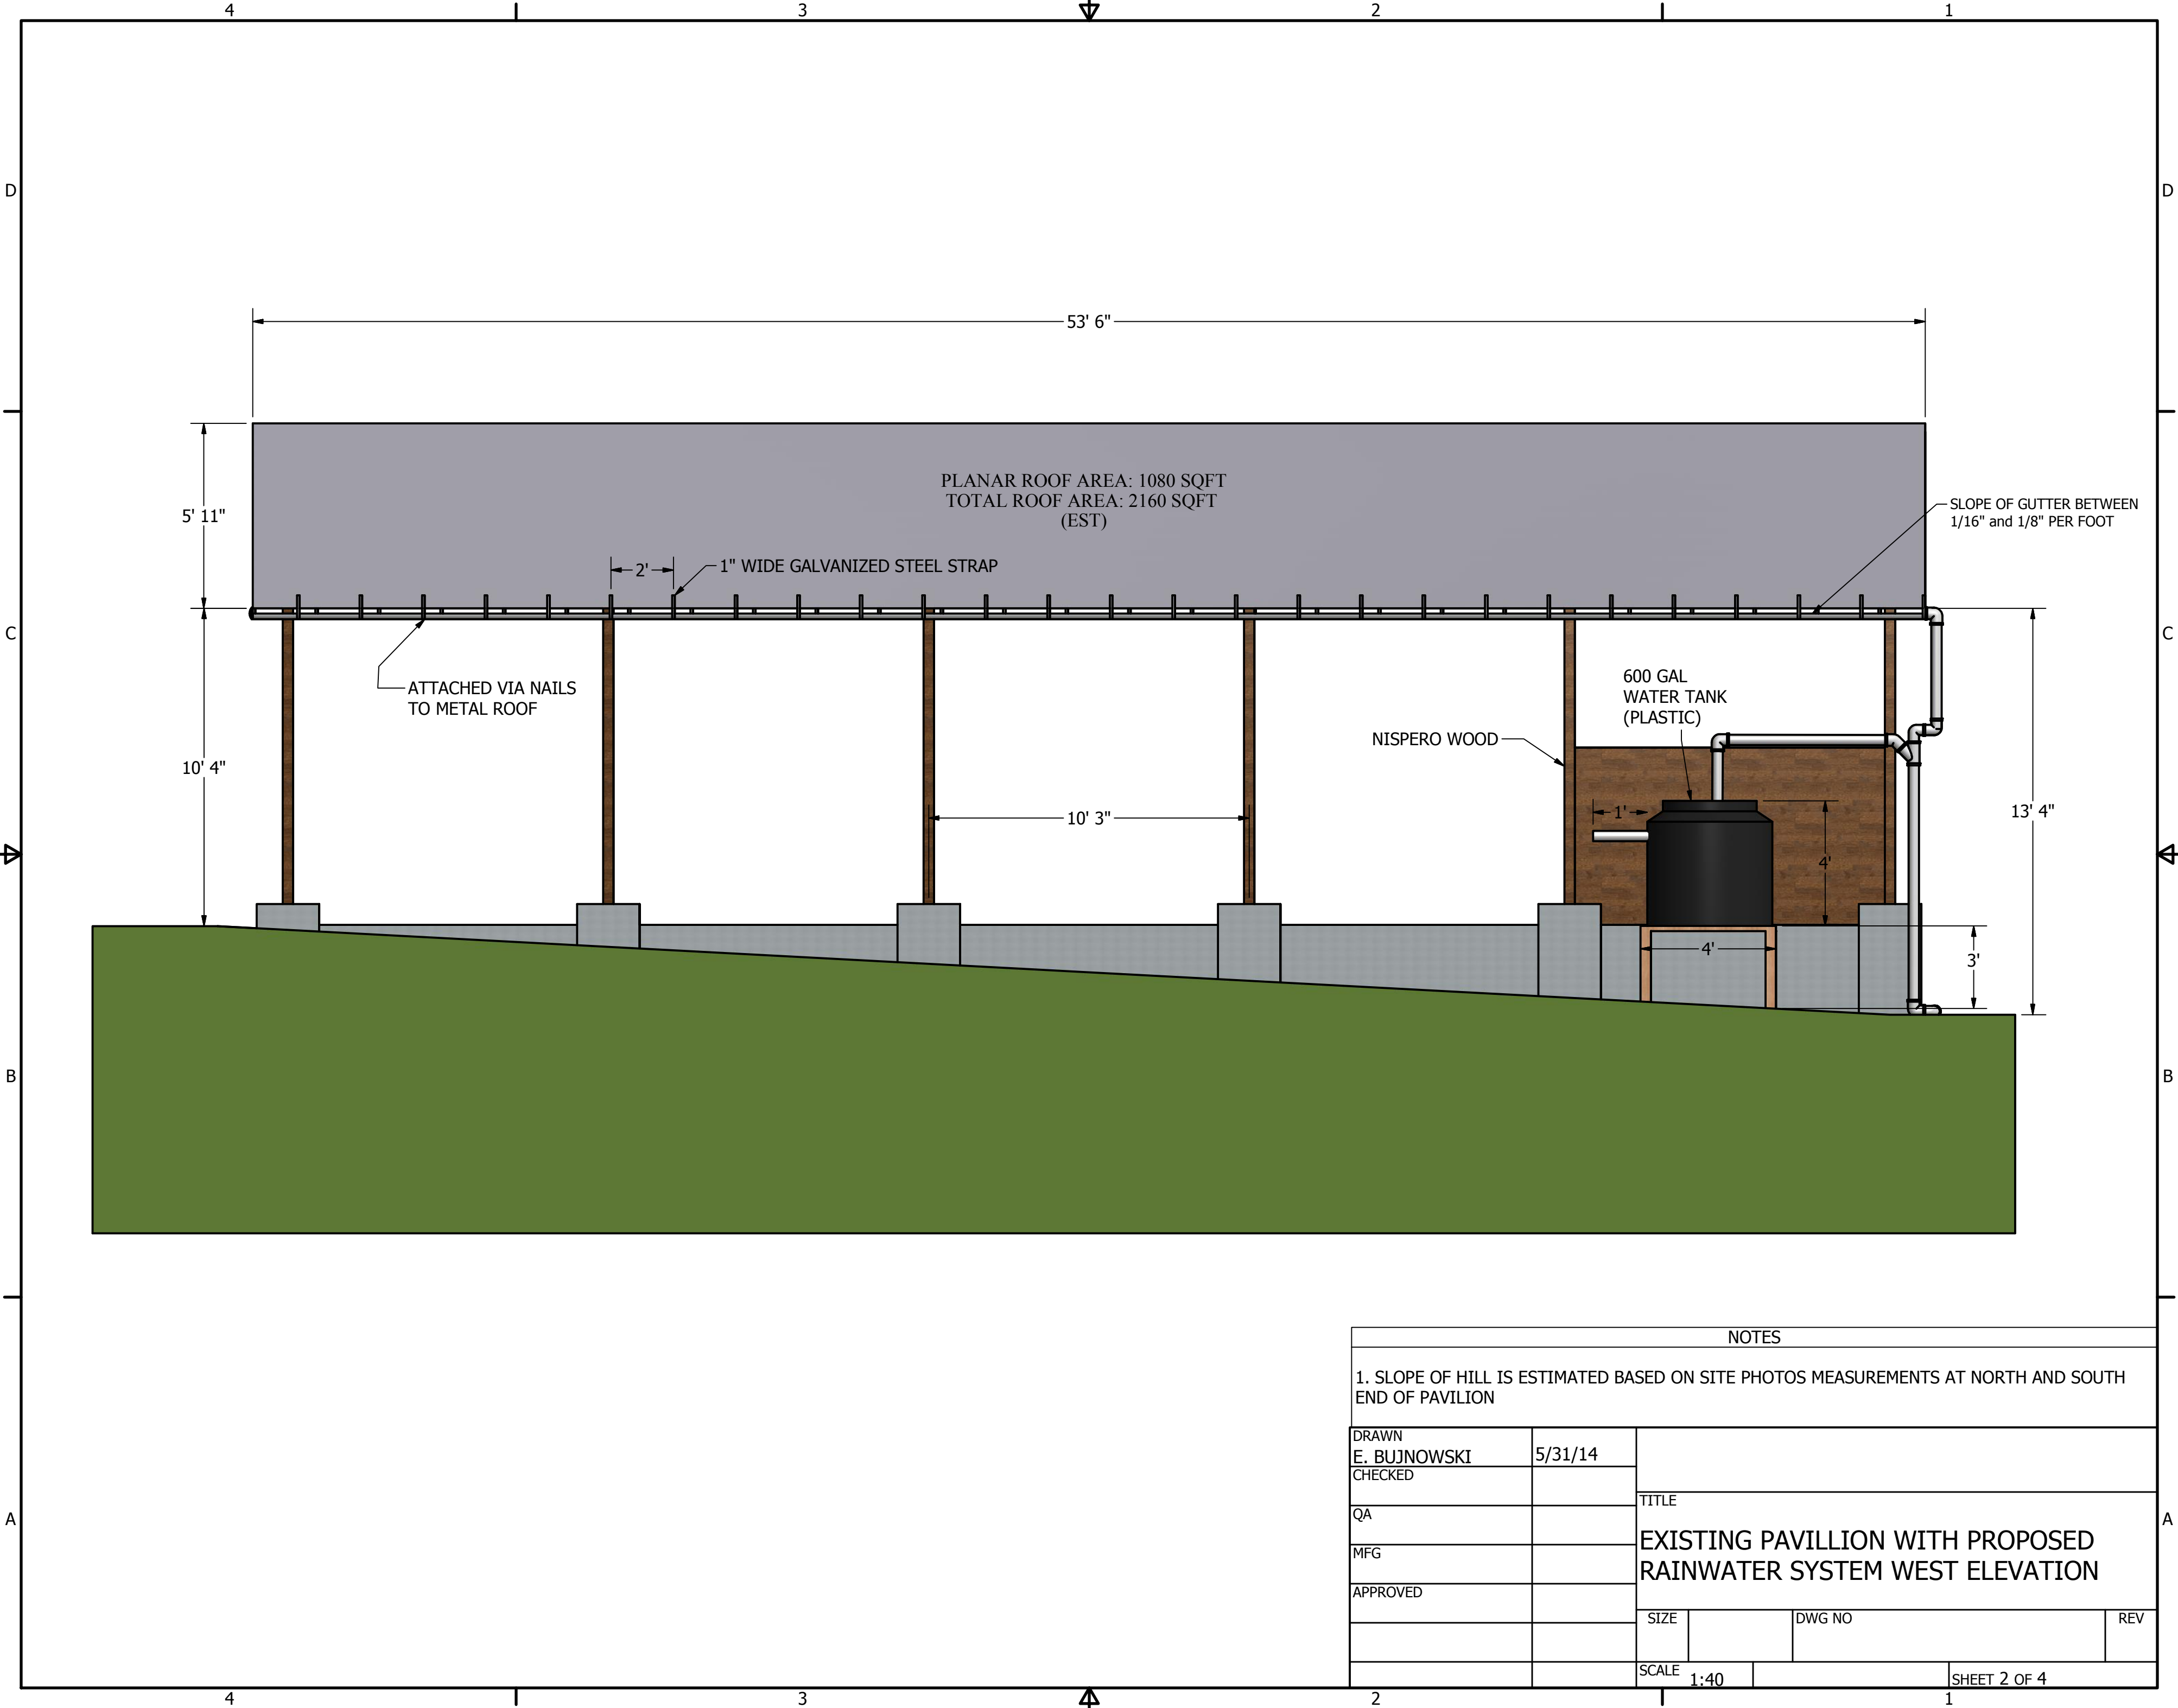 4 3 2 1
D D
53' 6"
PLANAR ROOF AREA: 1080 SQFT
TOTAL ROOF AREA: 2160 SQFT
(EST)
5' 11"
SLOPE OF GUTTER BETWEEN
1/16" and 1/8" PER FOOT
2'
1" WIDE GALVANIZED STEEL STRAP
C C
ATTACHED VIA NAILS
TO METAL ROOF
600 GAL
WATER TANK
(PLASTIC)
NISPERO WOOD
10' 4"
10' 3"
1'
13' 4"
4'
4'
3'
B B
NOTES
1. SLOPE OF HILL IS ESTIMATED BASED ON SITE PHOTOS MEASUREMENTS AT NORTH AND SOUTH
END OF PAVILION
DRAWN
E. BUJNOWSKI 5/31/14
CHECKED
QA
MFG
APPROVED
TITLE
EXISTING PAVILLION WITH PROPOSED
RAINWATER SYSTEM WEST ELEVATION
A A
SIZE DWG NO REV
SCALE 1:40 SHEET 2 OF 4
4 3 2 1